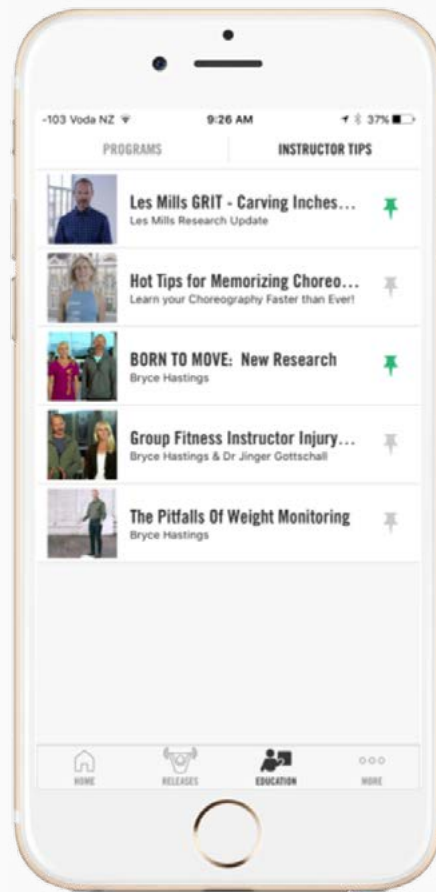 -103 Voda NZ 9:26 AM 37%
PROGRAMS INSTRUCTOR TIPS
Les Mills GRIT - Carving Inches...
Les Mills Research Update
Hot Tips for Memorizing Choreo...
Learn your Choreography Faster than Ever!
BORN TO MOVE: New Research
Bryce Hastings
Group Fitness Instructor Injury...
Bryce Hastings & Dr Jinger Gottschall
The Pitfalls Of Weight Monitoring
Bryce Hastings
HOME RELEASES EDUCATION MORE